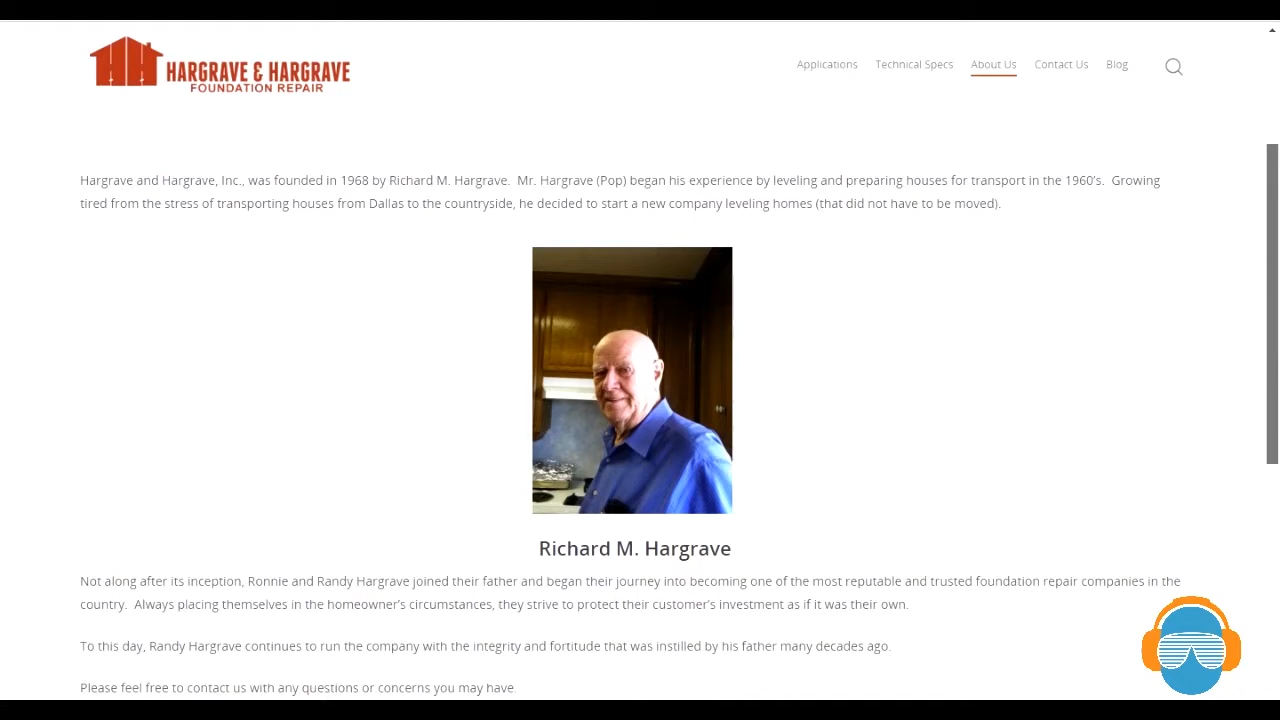 HARGRAVE & HARGRAVE
FOUNDATION REPAIR
Applications Technical Specs About Us Contact Us Blog
Hargrave and Hargrave, Inc., was founded in 1968 by Richard M. Hargrave.  Mr. Hargrave (Pop) began his experience by leveling and preparing houses for transport in the 1960's.  Growing
tired from the stress of transporting houses from Dallas to the countryside, he decided to start a new company leveling homes (that did not have to be moved).
Richard M. Hargrave
Not along after its inception, Ronnie and Randy Hargrave joined their father and began their journey into becoming one of the most reputable and trusted foundation repair companies in the
country.  Always placing themselves in the homeowner's circumstances, they strive to protect their customer's investment as if it was their own.
To this day, Randy Hargrave continues to run the company with the integrity and fortitude that was instilled by his father many decades ago.
Please feel free to contact us with any questions or concerns you may have